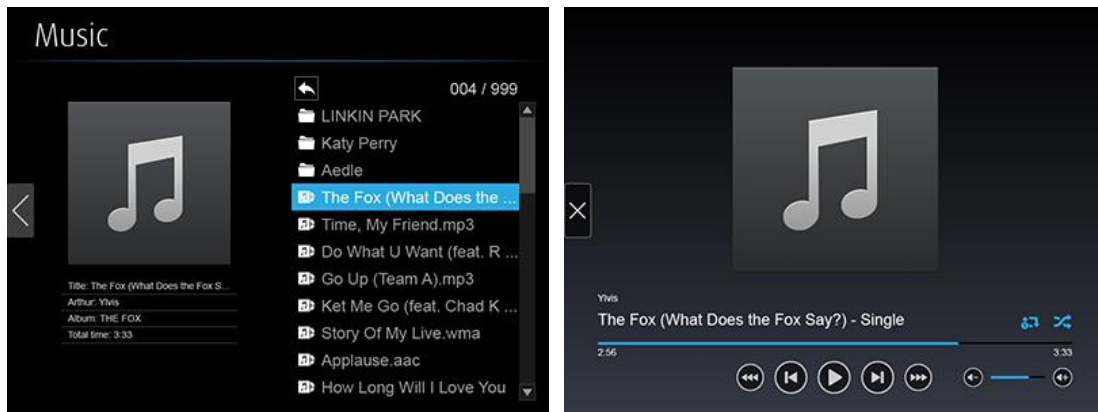 Music
004 / 999
LINKIN PARK
Katy Perry
Aedle
The Fox (What Does the ...
Time, My Friend.mp3
Do What U Want (feat. R ...
Go Up (Team A).mp3
Ket Me Go (feat. Chad K ...
Story Of My Live.wma
Applause.aac
How Long Will I Love You
Title: The Fox (What Does the Fox S...
Arthur: Ylvis
Album: THE FOX
Total time: 3:33
Ylvis
The Fox (What Does the Fox Say?) - Single
2:56
3:33